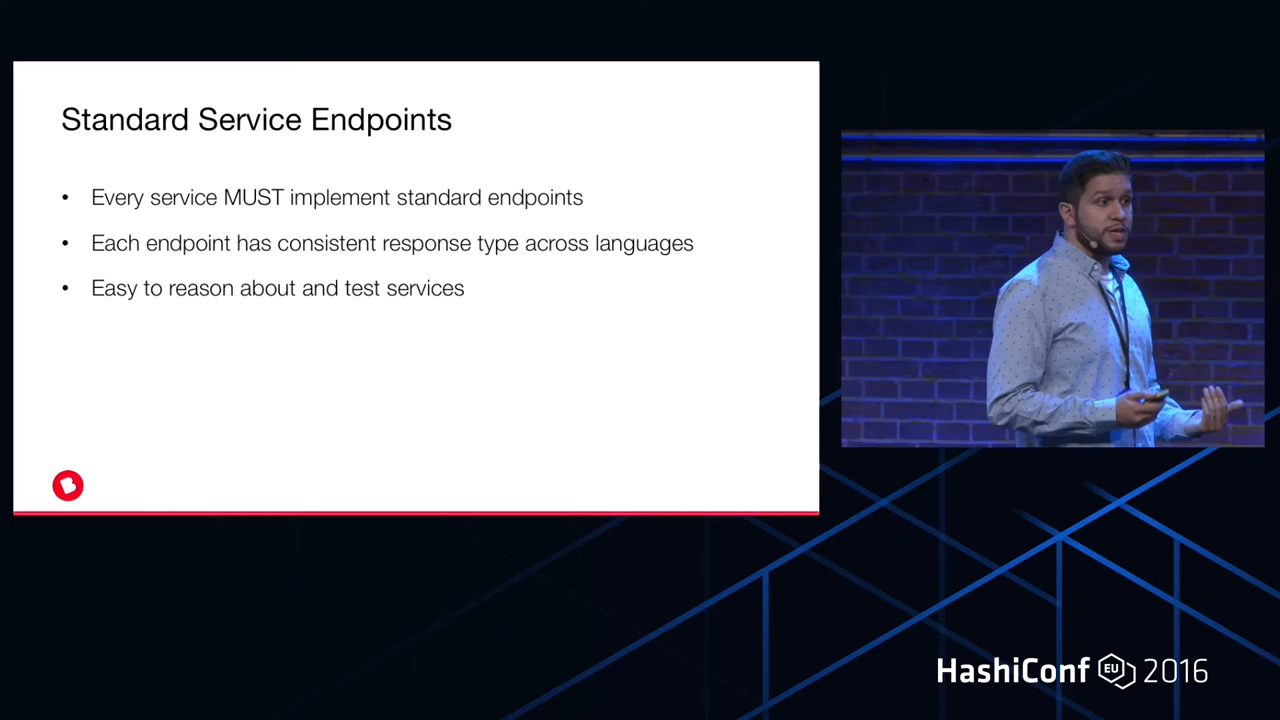 Standard Service Endpoints
• Every service MUST implement standard endpoints
• Each endpoint has consistent response type across languages
• Easy to reason about and test services
HashiConf EU 2016